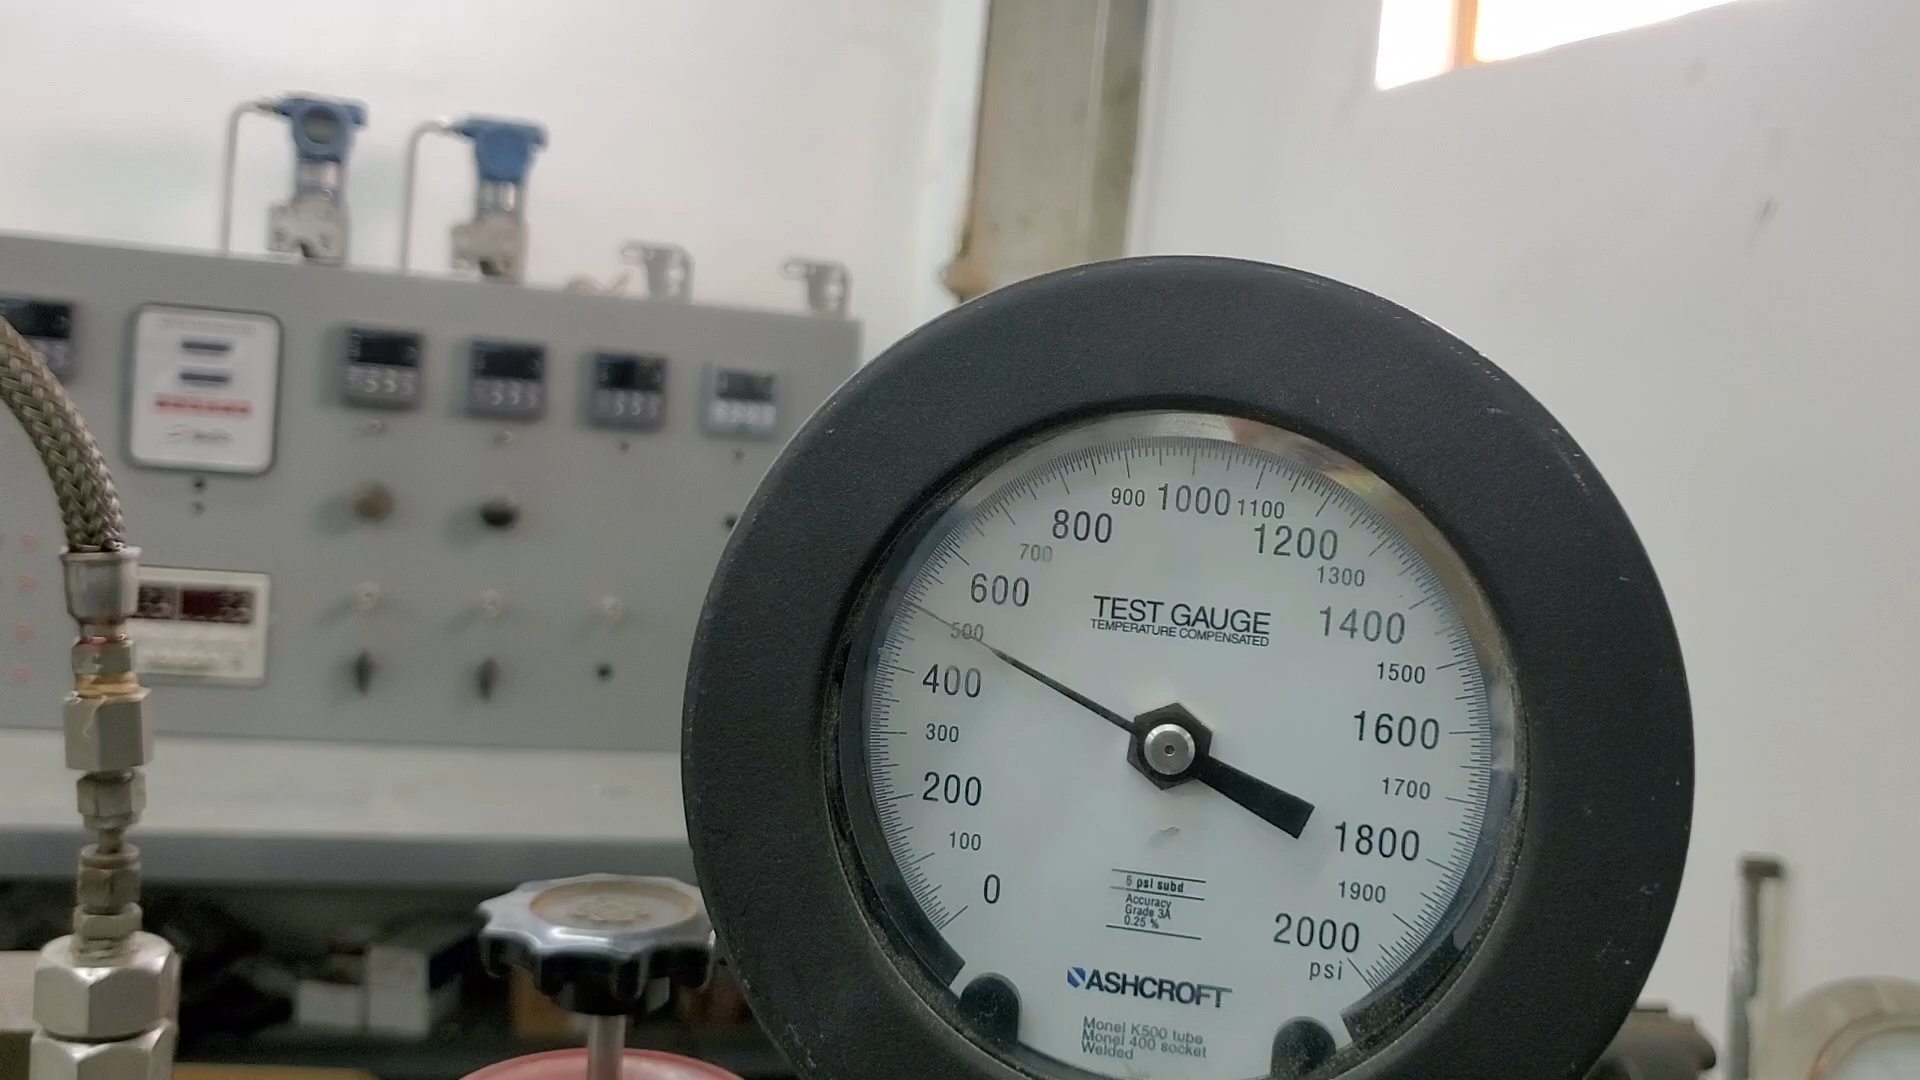 900 1000 1100
800 1200
700 1300
600 1400
500 1500
400 1600
300 1700
200 1800
100 1900
0 2000
psi
TEST GAUGE
TEMPERATURE COMPENSATED
5 psi subd
Accuracy
Grade 3A
0.25 %
ASHCROFT
Monel K500 tube
Monel 400 socket
Welded